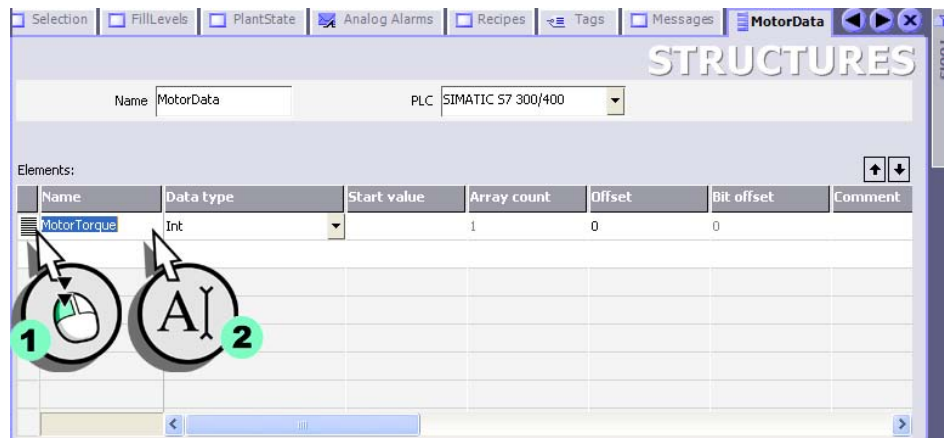 Selection FillLevels PlantState Analog Alarms Recipes Tags Messages MotorData
STRUCTURES
Name MotorData PLC SIMATIC S7 300/400
Elements:
Name Data type Start value Array count Offset Bit offset Comment
MotorTorque Int 1 0 0
1 A 2